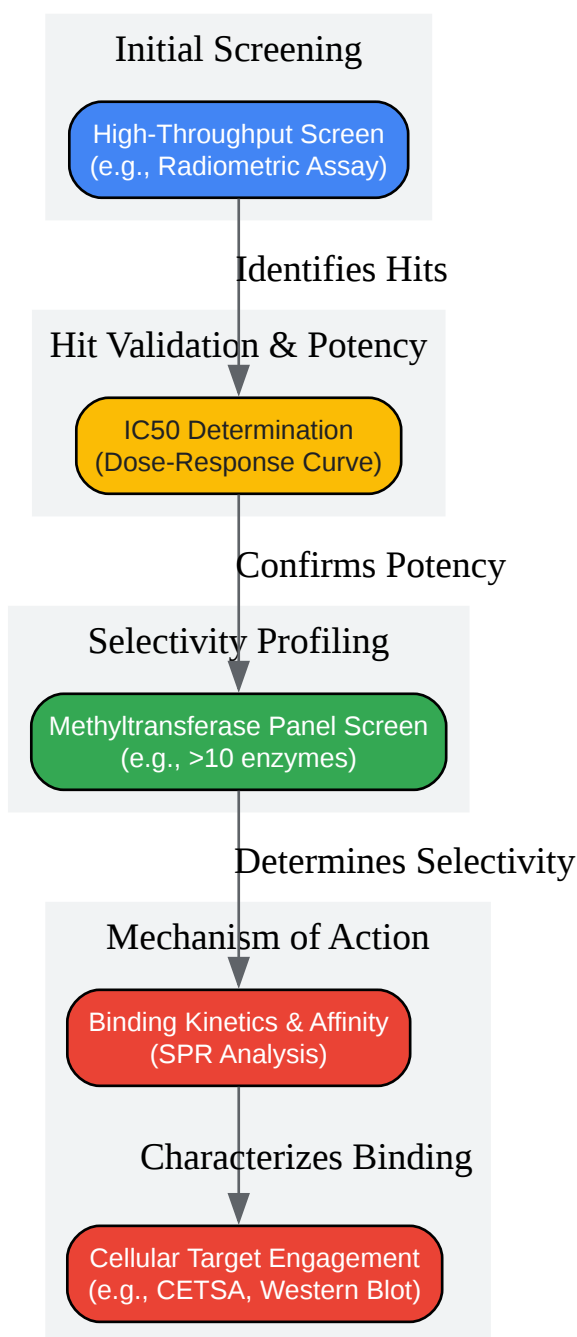 Initial Screening
High-Throughput Screen
(e.g., Radiometric Assay)
Identifies Hits
Hit Validation & Potency
IC50 Determination
(Dose-Response Curve)
Confirms Potency
Selectivity Profiling
Methyltransferase Panel Screen
(e.g., >10 enzymes)
Determines Selectivity
Mechanism of Action
Binding Kinetics & Affinity
(SPR Analysis)
Characterizes Binding
Cellular Target Engagement
(e.g., CETSA, Western Blot)